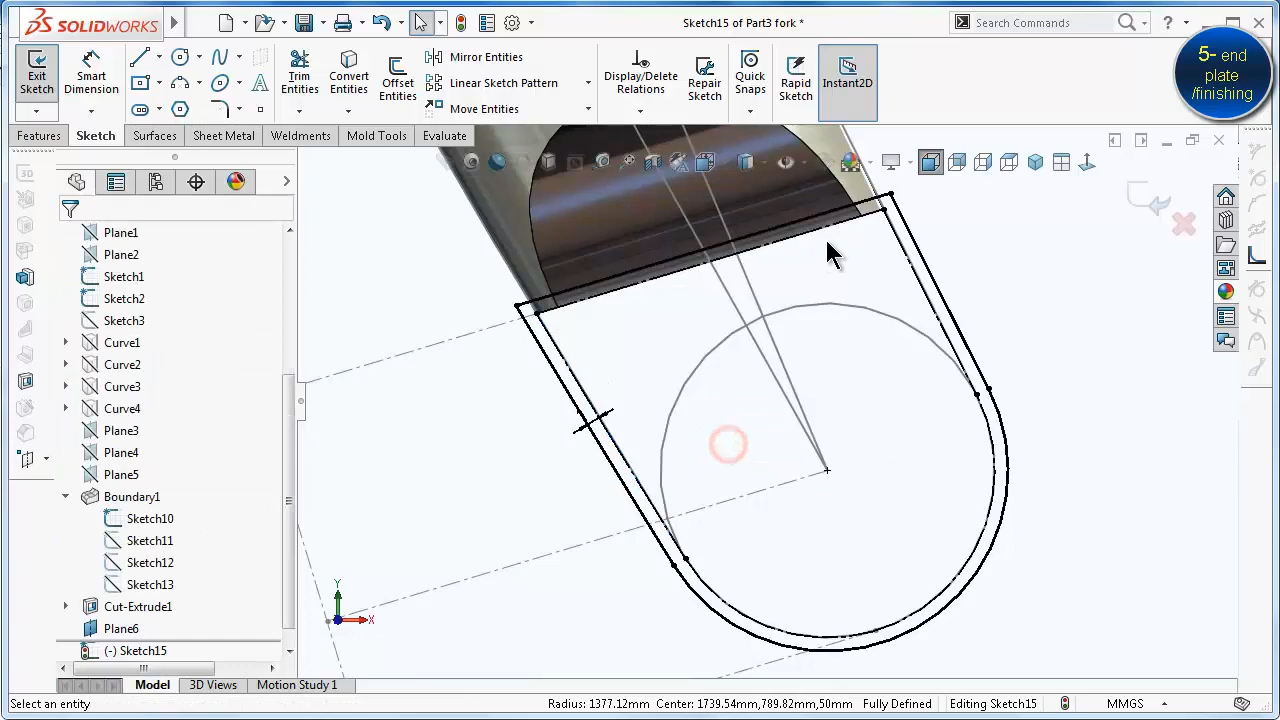 SOLIDWORKS
Sketch15 of Part3 fork *
Search Commands
?
5- end
plate
/finishing
Exit
Sketch
Smart
Dimension
Trim
Entities
Convert
Entities
Offset
Entities
Mirror Entities
Linear Sketch Pattern
Move Entities
Display/Delete
Relations
Repair
Sketch
Quick
Snaps
Rapid
Sketch
Instant2D
Features
Sketch
Surfaces
Sheet Metal
Weldments
Mold Tools
Evaluate
Plane1
Plane2
Sketch1
Sketch2
Sketch3
Curve1
Curve2
Curve3
Curve4
Plane3
Plane4
Plane5
Boundary1
Sketch10
Sketch11
Sketch12
Sketch13
Cut-Extrude1
Plane6
(-) Sketch15
Y
X
Model
3D Views
Motion Study 1
Select an entity
Radius: 1377.12mm Center: 1739.54mm,789.82mm,50mm Fully Defined
Editing Sketch15
MMGS